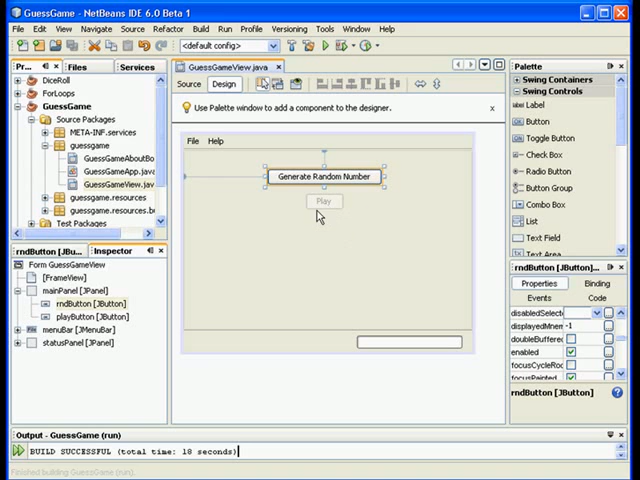 GuessGame - NetBeans IDE 6.0 Beta 1
File Edit View Navigate Source Refactor Build Run Profile Versioning Tools Window Help
<default config>
Pr... Files Services
DiceRoll
ForLoops
GuessGame
Source Packages
META-INF.services
guessgame
GuessGameAboutBo
GuessGameApp.java
GuessGameView.jav
guessgame.resources
guessgame.resources.bu
Test Packages
rndButton [JBu... Inspector
Form GuessGameView
[FrameView]
mainPanel [JPanel]
rndButton [JButton]
playButton [JButton]
menuBar [JMenuBar]
statusPanel [JPanel]
GuessGameView.java
Source Design
Use Palette window to add a component to the designer. x
File Help
Generate Random Number
Play
Palette
Swing Containers
Swing Controls
Label
Button
Toggle Button
Check Box
Radio Button
Button Group
Combo Box
List
Text Field
Text Area
rndButton [JButton]...
Properties Binding
Events Code
disabledSelect
displayedMnem -1
doubleBuffered
enabled
focusCycleRoo
focusPainted
rndButton [JButton]
Output - GuessGame (run)
BUILD SUCCESSFUL (total time: 18 seconds)
Finished building GuessGame (run).